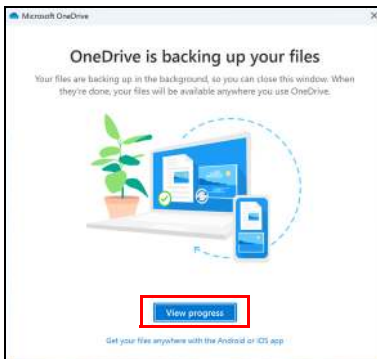 Microsoft OneDrive
OneDrive is backing up your files
Your files are backing up in the background, so you can close this window. When
they're done, your files will be available anywhere you use OneDrive.
View progress
Get your files anywhere with the Android or iOS app